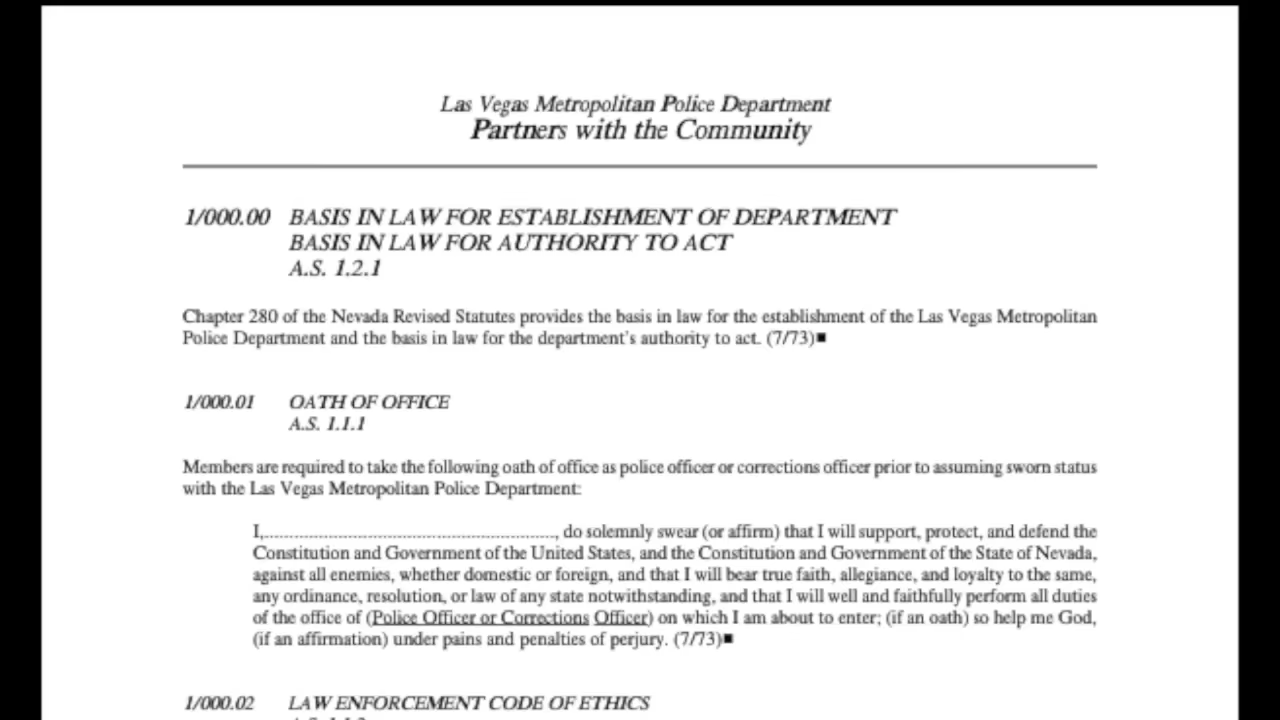 Las Vegas Metropolitan Police Department
Partners with the Community
1/000.00 BASIS IN LAW FOR ESTABLISHMENT OF DEPARTMENT
BASIS IN LAW FOR AUTHORITY TO ACT
A.S. 1.2.1
Chapter 280 of the Nevada Revised Statutes provides the basis in law for the establishment of the Las Vegas Metropolitan
Police Department and the basis in law for the department's authority to act. (7/73)■
1/000.01 OATH OF OFFICE
A.S. 1.1.1
Members are required to take the following oath of office as police officer or corrections officer prior to assuming sworn status
with the Las Vegas Metropolitan Police Department:
I,............................................................, do solemnly swear (or affirm) that I will support, protect, and defend the
Constitution and Government of the United States, and the Constitution and Government of the State of Nevada,
against all enemies, whether domestic or foreign, and that I will bear true faith, allegiance, and loyalty to the same,
any ordinance, resolution, or law of any state notwithstanding, and that I will well and faithfully perform all duties
of the office of (Police Officer or Corrections Officer) on which I am about to enter; (if an oath) so help me God,
(if an affirmation) under pains and penalties of perjury. (7/73)■
1/000.02 LAW ENFORCEMENT CODE OF ETHICS